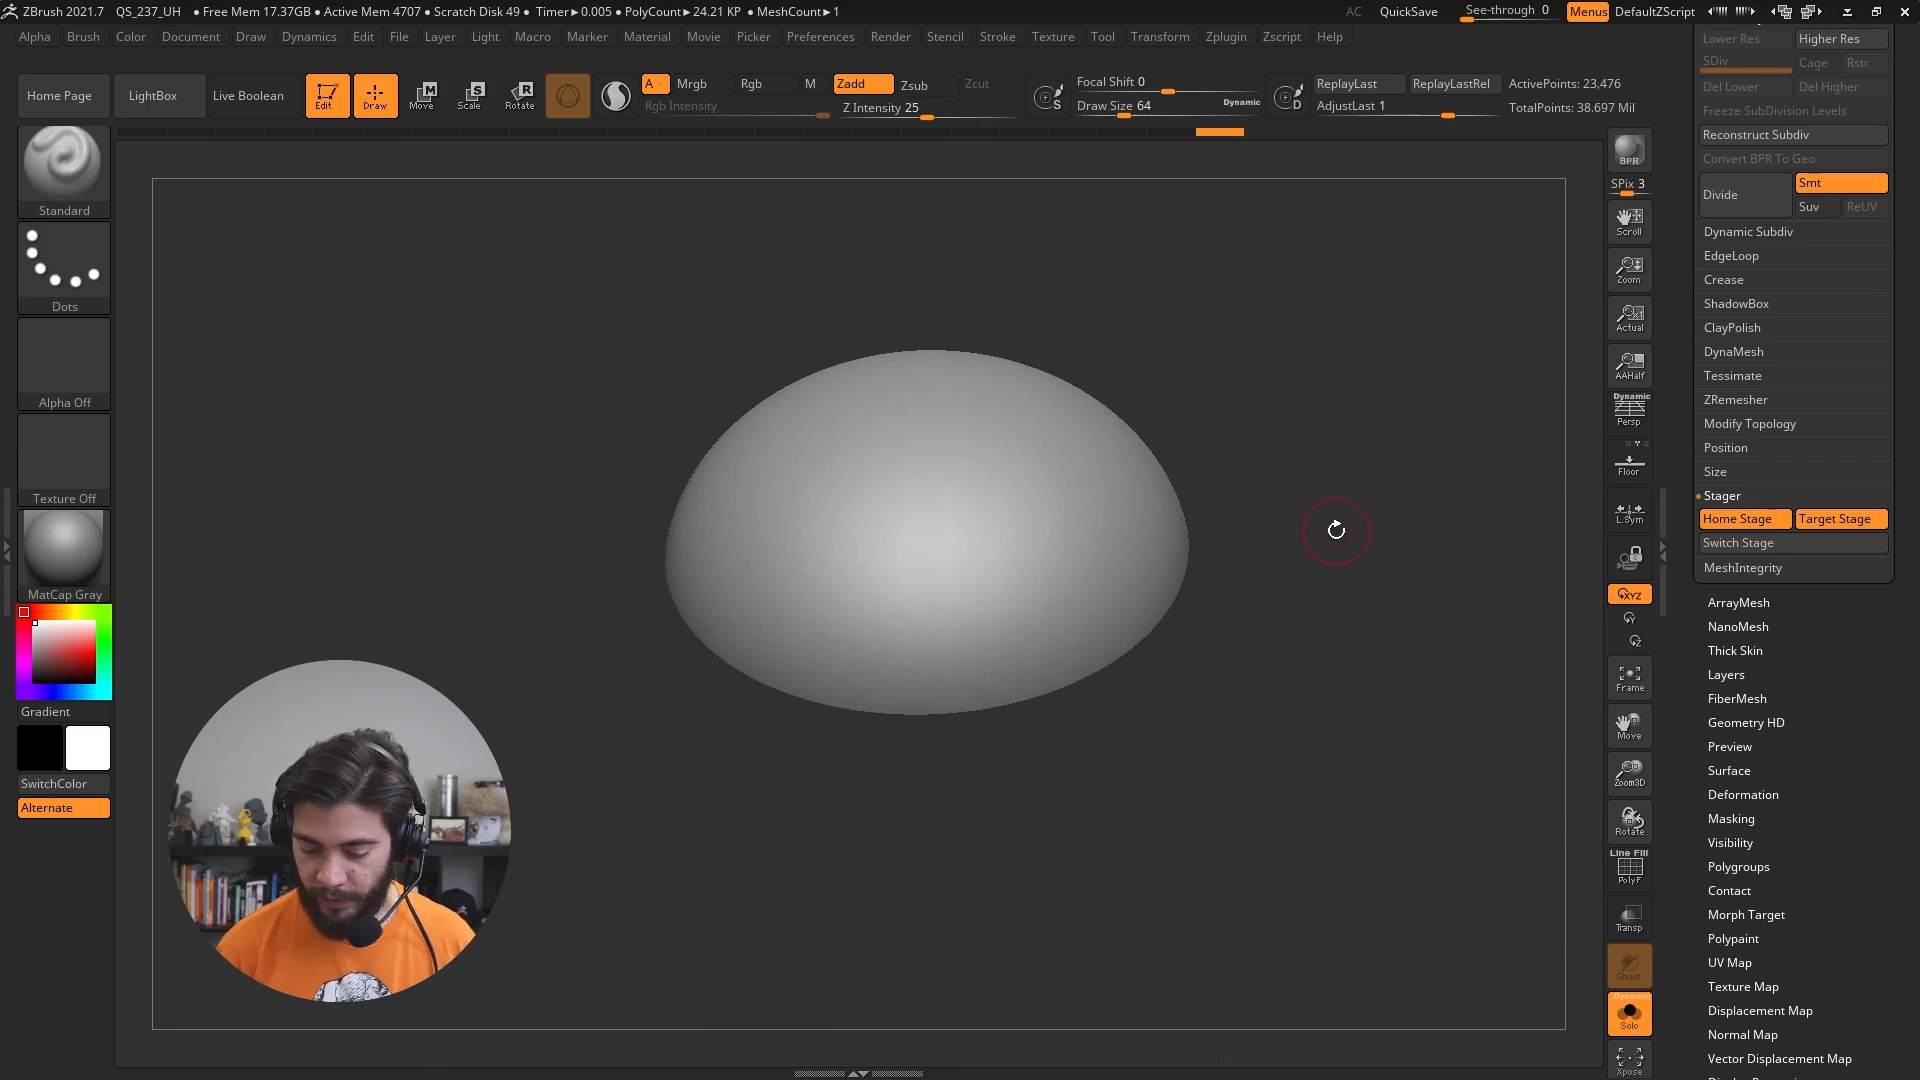 ZBrush 2021.7 QS_237_UH ● Free Mem 17.37GB ● Active Mem 4707 ● Scratch Disk 49 ● Timer►0.005 ● PolyCount►24.21 KP ● MeshCount►1 AC QuickSave See-through 0 Menus DefaultZScript
Alpha Brush Color Document Draw Dynamics Edit File Layer Light Macro Marker Material Movie Picker Preferences Render Stencil Stroke Texture Tool Transform Zplugin Zscript Help
Home Page LightBox Live Boolean Edit Draw Move Scale Rotate
A Mrgb Rgb M Zadd Zsub Zcut
Rgb Intensity Z Intensity 25
S Focal Shift 0
Draw Size 64 Dynamic
D ReplayLast ReplayLastRel ActivePoints: 23,476
AdjustLast 1 TotalPoints: 38.697 Mil
Standard
Dots
Alpha Off
Texture Off
MatCap Gray
Gradient
SwitchColor
Alternate
BPR
SPix 3
Scroll
Zoom
Actual
AAHalf
Dynamic
Persp
Floor
L.Sym
XYZ
Y
Z
Frame
Move
Zoom3D
Rotate
Line Fill
PolyF
Transp
Ghost
Dynamic
Solo
Xpose
Lower Res Higher Res
SDiv Cage Rstr
Del Lower Del Higher
Freeze SubDivision Levels
Reconstruct Subdiv
Convert BPR To Geo
Divide Smt
Suv ReUV
Dynamic Subdiv
EdgeLoop
Crease
ShadowBox
ClayPolish
DynaMesh
Tessimate
ZRemesher
Modify Topology
Position
Size
Stager
Home Stage Target Stage
Switch Stage
MeshIntegrity
ArrayMesh
NanoMesh
Thick Skin
Layers
FiberMesh
Geometry HD
Preview
Surface
Deformation
Masking
Visibility
Polygroups
Contact
Morph Target
Polypaint
UV Map
Texture Map
Displacement Map
Normal Map
Vector Displacement Map